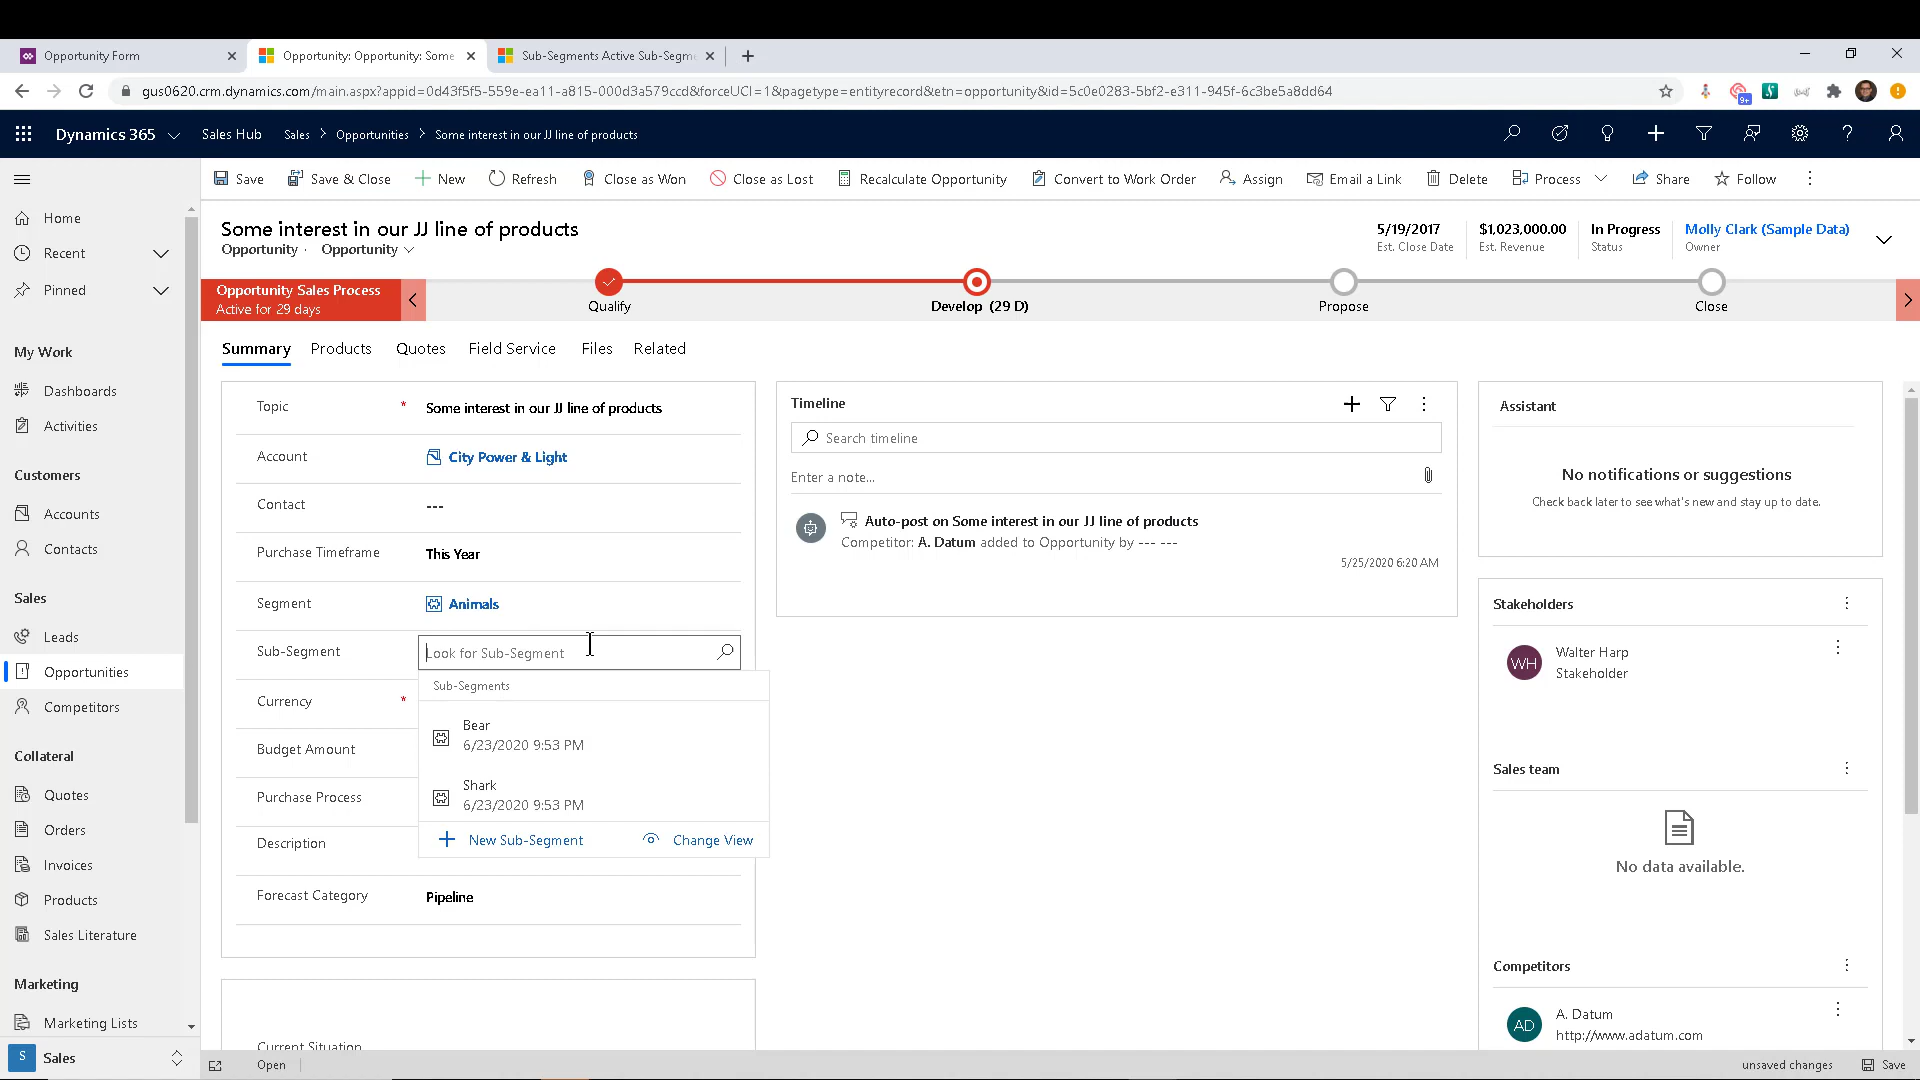 Opportunity Form
Opportunity: Opportunity: Some
Sub-Segments Active Sub-Segm
gus0620.crm.dynamics.com/main.aspx?appid=0d43f5f5-559e-ea11-a815-000d3a579ccd&forceUCI=1&pagetype=entityrecord&etn=opportunity&id=5c0e0283-5bf2-e311-945f-6c3be5a8dd64
9+
Dynamics 365
Sales Hub
Sales > Opportunities > Some interest in our JJ line of products
Save
Save & Close
New
Refresh
Close as Won
Close as Lost
Recalculate Opportunity
Convert to Work Order
Assign
Email a Link
Delete
Process
Share
Follow
Home
Recent
Pinned
My Work
Dashboards
Activities
Customers
Accounts
Contacts
Sales
Leads
Opportunities
Competitors
Collateral
Quotes
Orders
Invoices
Products
Sales Literature
Marketing
Marketing Lists
S Sales
Some interest in our JJ line of products
Opportunity · Opportunity
5/19/2017
Est. Close Date
$1,023,000.00
Est. Revenue
In Progress
Status
Molly Clark (Sample Data)
Owner
Opportunity Sales Process
Active for 29 days
Qualify
Develop (29 D)
Propose
Close
Summary
Products
Quotes
Field Service
Files
Related
Topic * Some interest in our JJ line of products
Account City Power & Light
Contact ---
Purchase Timeframe This Year
Segment Animals
Sub-Segment Look for Sub-Segment
Sub-Segments
Bear
6/23/2020 9:53 PM
Shark
6/23/2020 9:53 PM
New Sub-Segment
Change View
Currency *
Budget Amount
Purchase Process
Description
Forecast Category Pipeline
Current Situation
Timeline
Search timeline
Enter a note...
Auto-post on Some interest in our JJ line of products
Competitor: A. Datum added to Opportunity by --- ---
5/25/2020 6:20 AM
Assistant
No notifications or suggestions
Check back later to see what's new and stay up to date.
Stakeholders
WH
Walter Harp
Stakeholder
Sales team
No data available.
Competitors
AD
A. Datum
http://www.adatum.com
Open
unsaved changes
Save